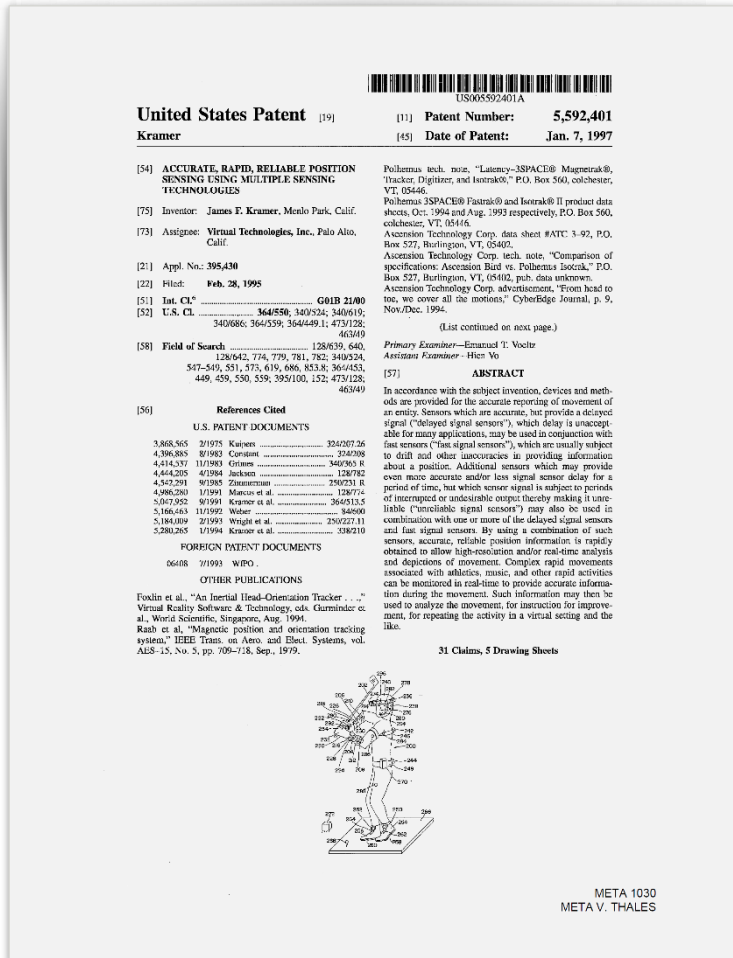 US005592401A
United States Patent [19]
Kramer
[11] Patent Number: 5,592,401
[45] Date of Patent: Jan. 7, 1997
[54] ACCURATE, RAPID, RELIABLE POSITION
SENSING USING MULTIPLE SENSING
TECHNOLOGIES
[75] Inventor: James F. Kramer, Menlo Park, Calif.
[73] Assignee: Virtual Technologies, Inc., Palo Alto,
Calif.
[21] Appl. No.: 395,430
[22] Filed: Feb. 28, 1995
[51] Int. Cl.⁶ .................... G01B 21/00
[52] U.S. Cl. .................... 364/550; 340/524; 340/619;
340/686; 364/559; 364/449.1; 473/128;
463/49
[58] Field of Search .................... 128/639, 640,
128/642, 774, 779, 781, 782; 340/524,
547-549, 551, 573, 619, 686, 853.8; 364/453,
449, 459, 550, 559; 395/100, 152; 473/128;
463/49
[56] References Cited
U.S. PATENT DOCUMENTS
3,868,565 2/1975 Kuipers .................... 324/207.26
4,396,885 8/1983 Constant .................... 324/208
4,414,537 11/1983 Grimes .................... 340/365 R
4,444,205 4/1984 Jackson .................... 128/782
4,542,291 9/1985 Zimmerman .................... 250/231 R
4,986,280 1/1991 Marcus et al. .................... 128/774
5,047,952 9/1991 Kramer et al. .................... 364/513.5
5,166,463 11/1992 Weber .................... 84/600
5,184,009 2/1993 Wright et al. .................... 250/227.11
5,280,265 1/1994 Kramer et al. .................... 338/210
FOREIGN PATENT DOCUMENTS
06408 7/1993 WIPO .
OTHER PUBLICATIONS
Foxlin et al., “An Inertial Head-Orientation Tracker . . .,”
Virtual Reality Software & Technology, eds. Gurminder et
al., World Scientific, Singapore, Aug. 1994.
Raab et al, “Magnetic position and orientation tracking
system,” IEEE Trans. on Aero. and Elect. Systems, vol.
AES-15, No. 5, pp. 709-718, Sep., 1979.
Polhemus tech. note, “Latency-3SPACE® Magnetrak®,
Tracker, Digitizer, and Isotrak®,” P.O. Box 560, colchester,
VT, 05446.
Polhemus 3SPACE® Fastrak® and Isotrak® II product data
sheets, Oct. 1994 and Aug. 1993 respectively, P.O. Box 560,
colchester, VT, 05446.
Ascension Technology Corp. data sheet #ATC 3-92, P.O.
Box 527, Burlington, VT, 05402.
Ascension Technology Corp. tech. note, “Comparison of
specifications: Ascension Bird vs. Polhemus Isotrak,” P.O.
Box 527, Burlington, VT, 05402, pub. data unknown.
Ascension Technology Corp. advertisement, “From head to
toe, we cover all the motions,” CyberEdge Journal, p. 9,
Nov./Dec. 1994.
(List continued on next page.)
Primary Examiner—Emanuel T. Voeltz
Assistant Examiner - Hien Vo
[57] ABSTRACT
In accordance with the subject invention, devices and meth-
ods are provided for the accurate reporting of movement of
an entity. Sensors which are accurate, but provide a delayed
signal (“delayed signal sensors”), which delay is unaccept-
able for many applications, may be used in conjunction with
fast sensors (“fast signal sensors”), which are usually subject
to drift and other inaccuracies in providing information
about a position. Additional sensors which may provide
even more accurate and/or less signal sensor delay for a
period of time, but which sensor signal is subject to periods
of interrupted or undesirable output thereby making it unre-
liable (“unreliable signal sensors”) may also be used in
combination with one or more of the delayed signal sensors
and fast signal sensors. By using a combination of such
sensors, accurate, reliable position information is rapidly
obtained to allow high-resolution and/or real-time analysis
and depictions of movement. Complex rapid movements
associated with athletics, music, and other rapid activities
can be monitored in real-time to provide accurate informa-
tion during the movement. Such information may then be
used to analyze the movement, for instruction for improve-
ment, for repeating the activity in a virtual setting and the
like.
31 Claims, 5 Drawing Sheets
META 1030
META V. THALES